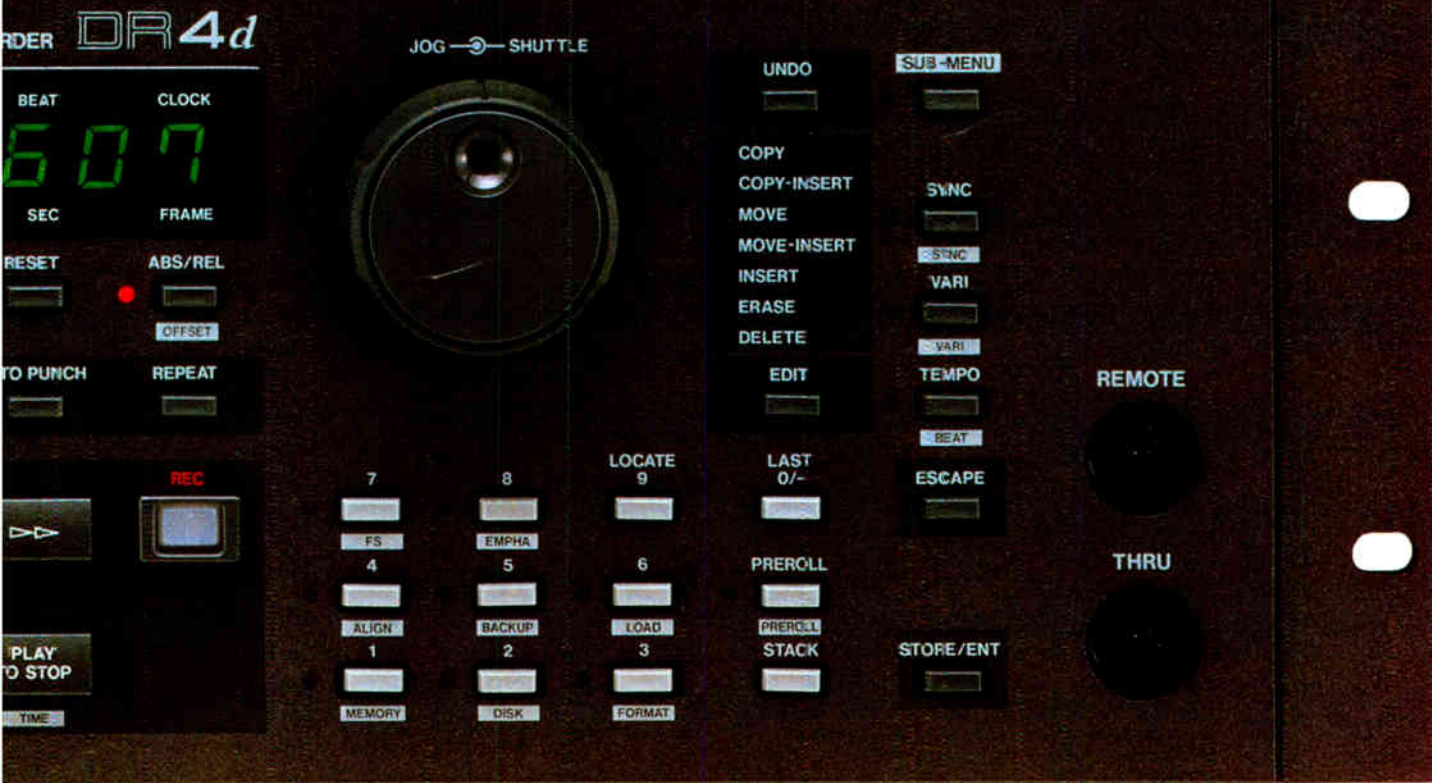 RDER DR4d
BEAT CLOCK
607
SEC FRAME
RESET ABS/REL
OFFSET
TO PUNCH REPEAT
REC
PLAY
TO STOP
TIME
JOG SHUTTLE
7 8 LOCATE 9
FS EMPHA
4 5 6
ALIGN BACKUP LOAD
1 2 3
MEMORY DISK FORMAT
UNDO
COPY
COPY-INSERT
MOVE
MOVE-INSERT
INSERT
ERASE
DELETE
EDIT
LAST
0/-
PREROLL
PREROLL
STACK
SUB-MENU
SYNC
SYNC
VARI
VARI
TEMPO
BEAT
ESCAPE
STORE/ENT
REMOTE
THRU